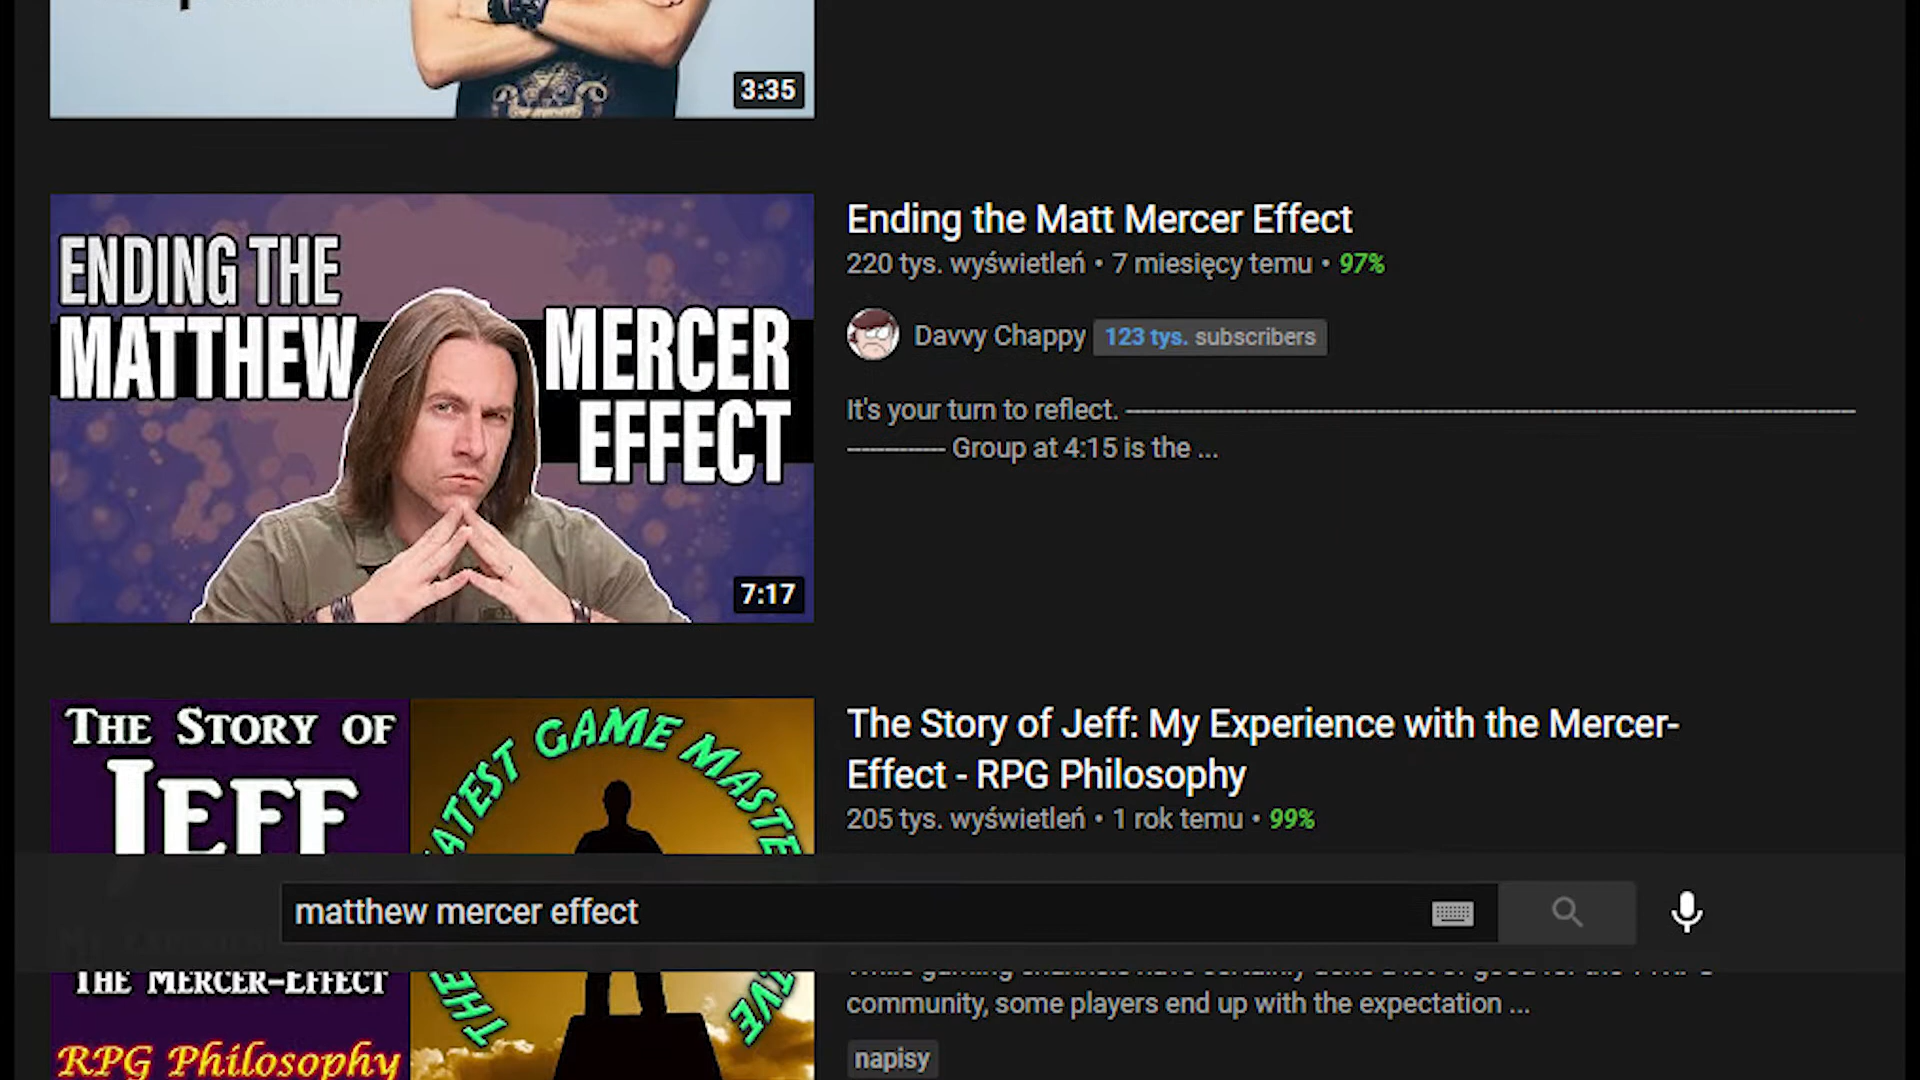 3:35
ENDING THE
MATTHEW
MERCER
EFFECT
7:17
Ending the Matt Mercer Effect
220 tys. wyświetleń • 7 miesięcy temu • 97%
Davvy Chappy 123 tys. subscribers
It's your turn to reflect. ------------------------------------------------------------
----------- Group at 4:15 is the ...
THE STORY OF
JEFF
THE MERCER-EFFECT
RPG Philosophy
GAME
THE
The Story of Jeff: My Experience with the Mercer-
Effect - RPG Philosophy
205 tys. wyświetleń • 1 rok temu • 99%
matthew mercer effect
community, some players end up with the expectation ...
napisy